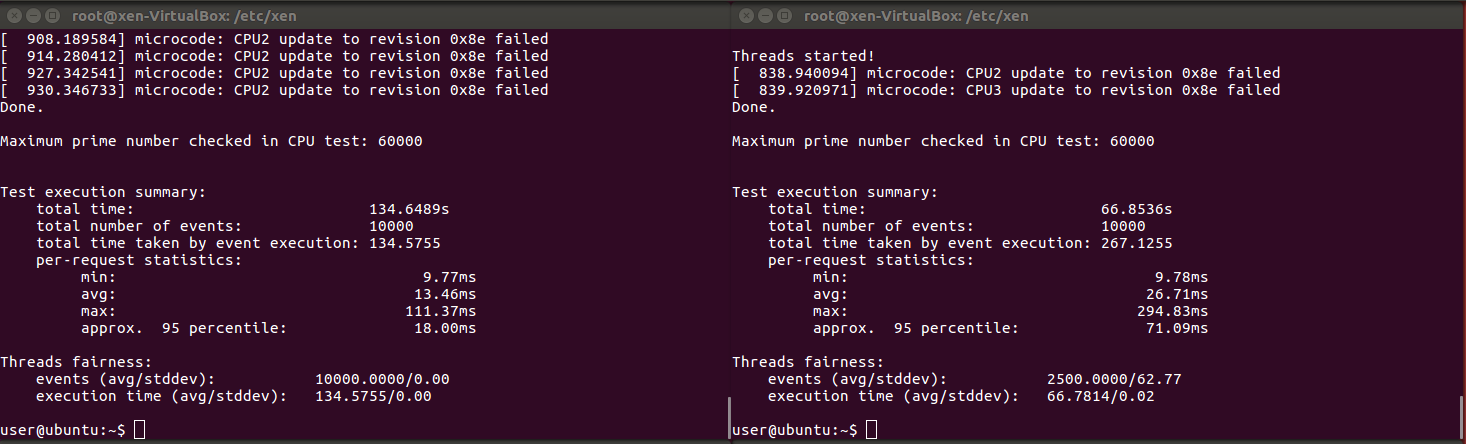 root@xen-VirtualBox: /etc/xen
[  908.189584] microcode: CPU2 update to revision 0x8e failed
[  914.280412] microcode: CPU2 update to revision 0x8e failed
[  927.342541] microcode: CPU2 update to revision 0x8e failed
[  930.346733] microcode: CPU2 update to revision 0x8e failed
Done.
Maximum prime number checked in CPU test: 60000
Test execution summary:
    total time:                          134.6489s
    total number of events:              10000
    total time taken by event execution: 134.5755
    per-request statistics:
         min:                                  9.77ms
         avg:                                 13.46ms
         max:                                111.37ms
         approx.  95 percentile:              18.00ms
Threads fairness:
    events (avg/stddev):           10000.0000/0.00
    execution time (avg/stddev):   134.5755/0.00
user@ubuntu:~$
root@xen-VirtualBox: /etc/xen
Threads started!
[  838.940094] microcode: CPU2 update to revision 0x8e failed
[  839.920971] microcode: CPU3 update to revision 0x8e failed
Done.
Maximum prime number checked in CPU test: 60000
Test execution summary:
    total time:                          66.8536s
    total number of events:              10000
    total time taken by event execution: 267.1255
    per-request statistics:
         min:                                  9.78ms
         avg:                                 26.71ms
         max:                                294.83ms
         approx.  95 percentile:              71.09ms
Threads fairness:
    events (avg/stddev):           2500.0000/62.77
    execution time (avg/stddev):   66.7814/0.02
user@ubuntu:~$